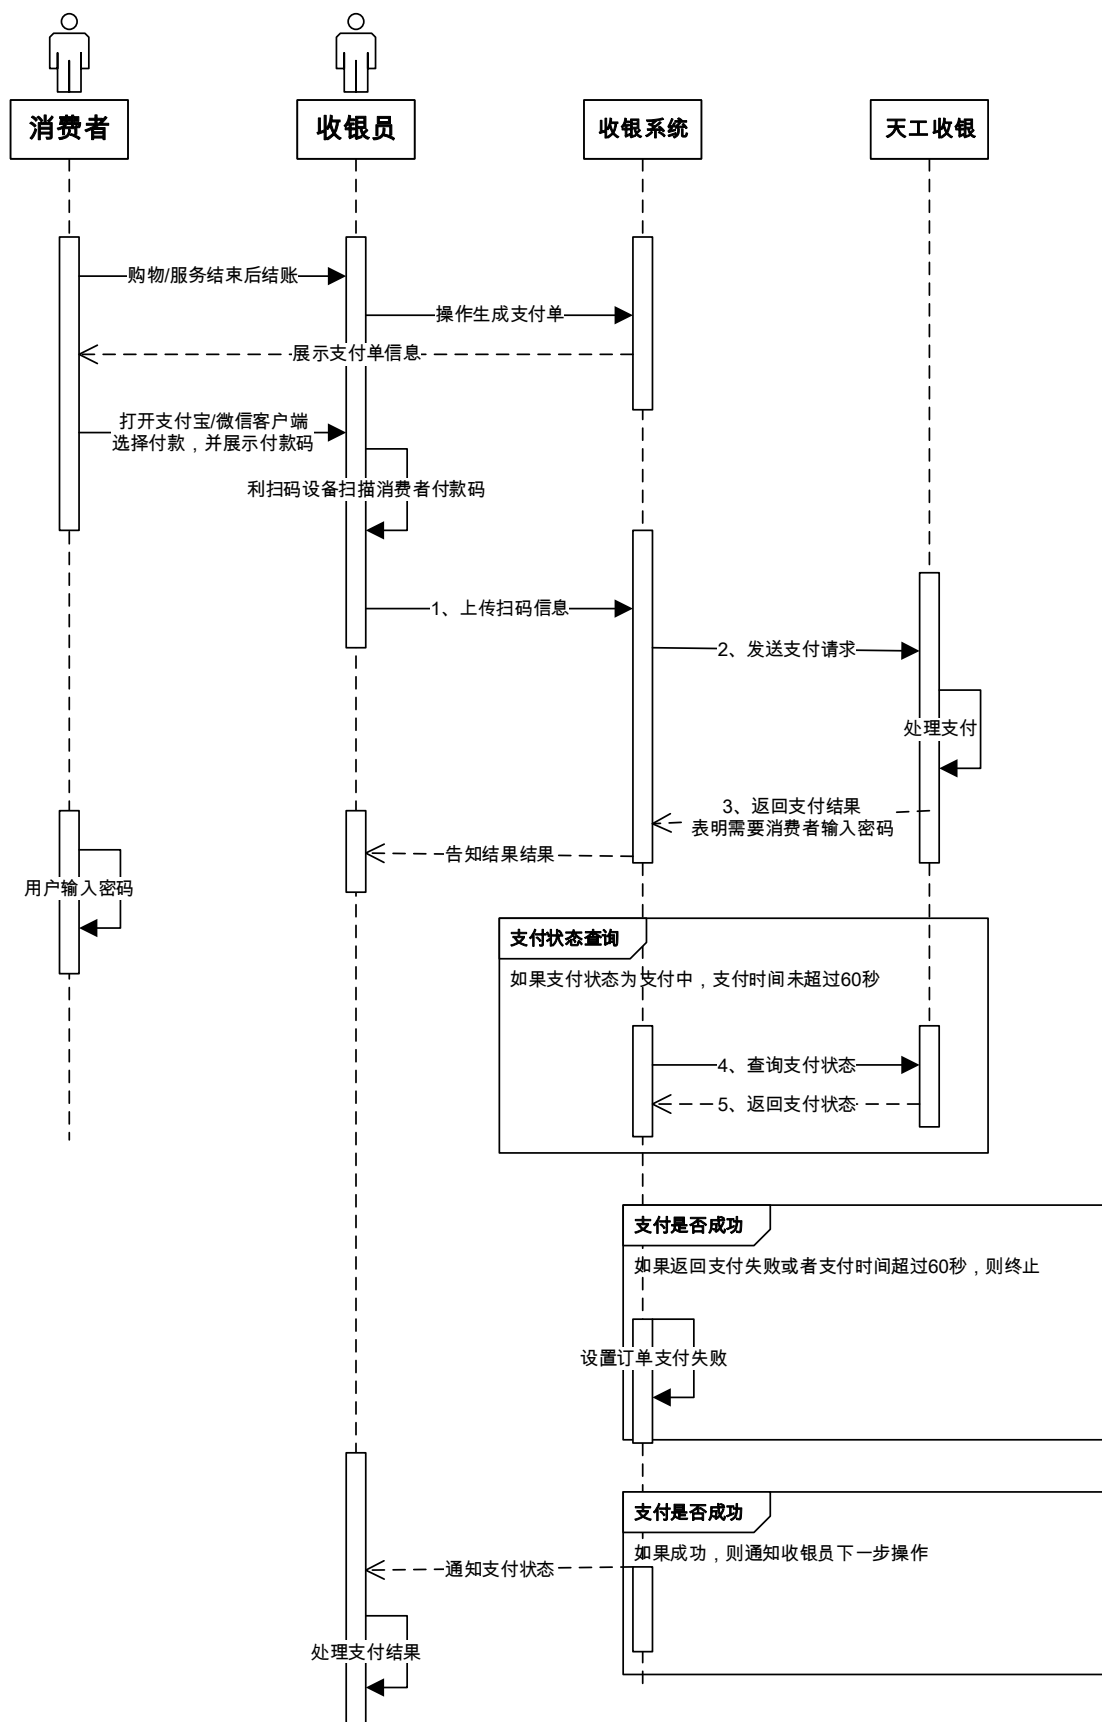 消费者
收银员
收银系统
天工收银
购物/服务结束后结账
操作生成支付单
展示支付单信息
打开支付宝/微信客户端
选择付款，并展示付款码
利扫码设备扫描消费者付款码
1、上传扫码信息
2、发送支付请求
处理支付
3、返回支付结果
表明需要消费者输入密码
告知结果结果
用户输入密码
支付状态查询
如果支付状态为支付中，支付时间未超过60秒
4、查询支付状态
5、返回支付状态
支付是否成功
如果返回支付失败或者支付时间超过60秒，则终止
设置订单支付失败
支付是否成功
如果成功，则通知收银员下一步操作
通知支付状态
处理支付结果